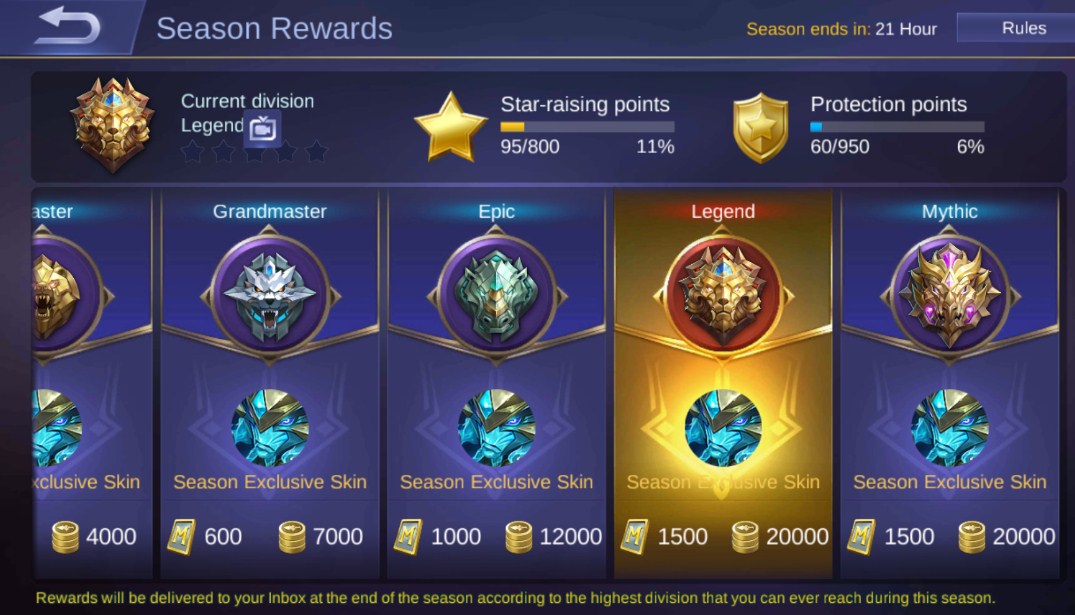 Season Rewards
Season ends in: 21 Hour
Rules
Current division
Legend
Star-raising points
95/800 11%
Protection points
60/950 6%
aster
Grandmaster
Epic
Legend
Mythic
xclusive Skin
Season Exclusive Skin
Season Exclusive Skin
Season Exclusive Skin
Season Exclusive Skin
4000
600 7000
1000 12000
1500 20000
1500 20000
Rewards will be delivered to your Inbox at the end of the season according to the highest division that you can ever reach during this season.